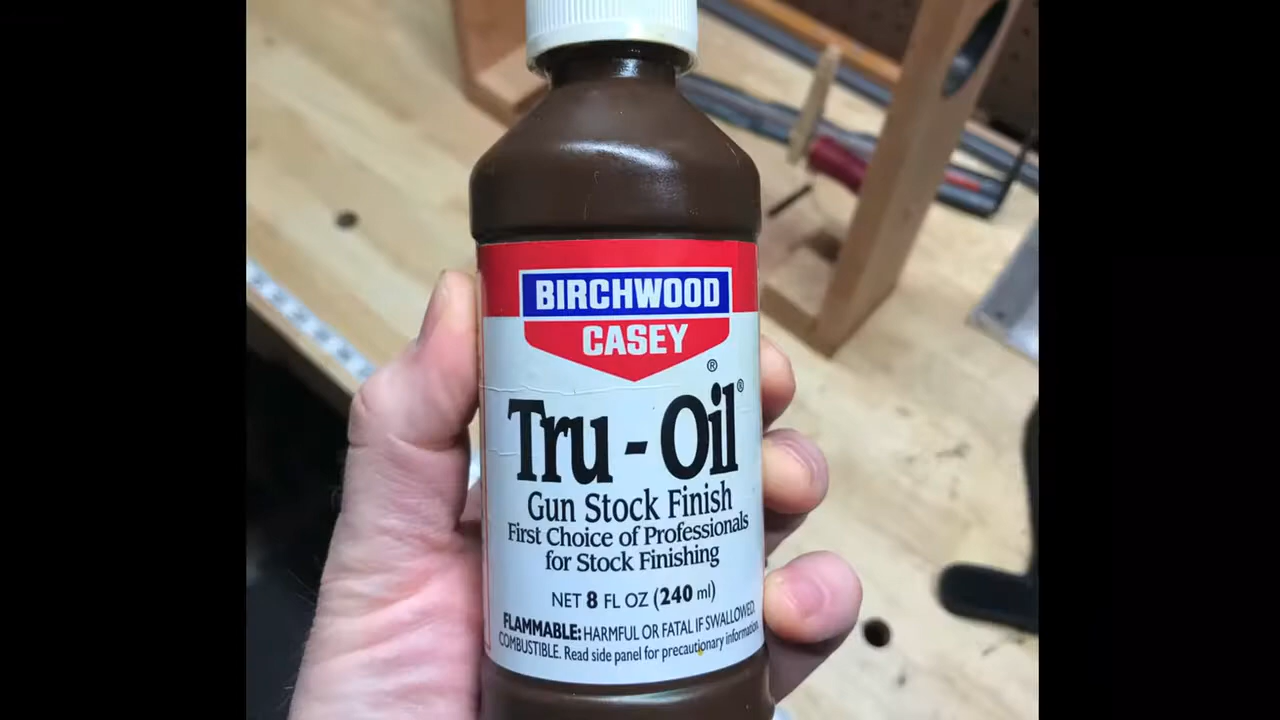 BIRCHWOOD
CASEY
®
Tru-Oil®
Gun Stock Finish
First Choice of Professionals
for Stock Finishing
NET 8 FL OZ (240 ml)
FLAMMABLE: HARMFUL OR FATAL IF SWALLOWED.
COMBUSTIBLE. Read side panel for precautionary information.